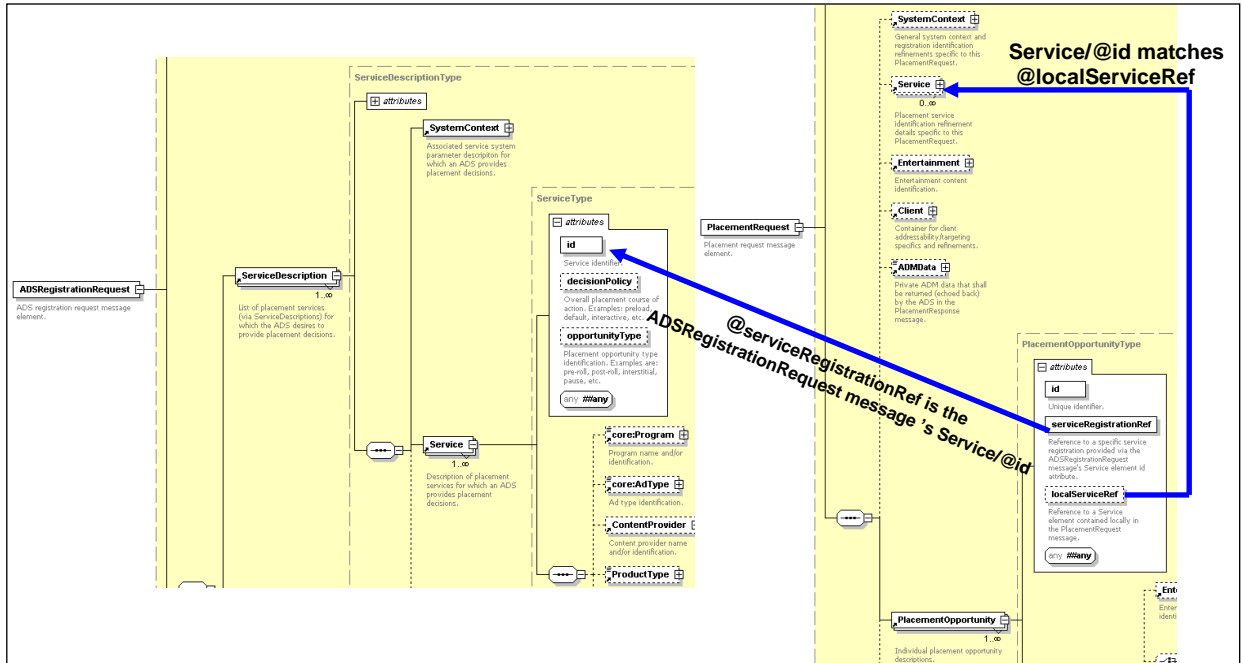 ADSRegistrationRequest
ADS registration request message
element.
ServiceDescription
1..∞
List of placement services
(via ServiceDescriptions) for
which the ADS desires to
provide placement decisions.
ServiceDescriptionType
attributes
SystemContext
Associated service system
parameter descripiton for
which an ADS provides
placement decisions.
Service
1..∞
Description of placement
services for which an ADS
provides placement
decisions.
ServiceType
attributes
id
Service identifier.
decisionPolicy
Overall placement course of
action. Examples: preload,
default, interactive, etc.
opportunityType
Placement opportunity type
identification. Examples are:
pre-roll, post-roll, interstitial,
pause, etc.
any ##any
core:Program
Program name and/or
identification.
core:AdType
Ad type identification.
ContentProvider
Content provider name
and/or identification.
ProductType
@serviceRegistrationRef is the
ADSRegistrationRequest message 's Service/@id
PlacementRequest
Placement request message
element.
SystemContext
General system context and
registration identification
refinements specific to this
PlacementRequest.
Service
0..∞
Placement service
identification refinement
details specific to this
PlacementRequest.
Entertainment
Entertainment content
identification.
Client
Container for client
addressability/targeting
specifics and refinements.
ADMData
Private ADM data that shall
be returned (echoed back)
by the ADS in the
PlacementResponse
message.
Service/@id matches
@localServiceRef
PlacementOpportunityType
attributes
id
Unique identifier.
serviceRegistrationRef
Reference to a specific service
registration provided via the
ADSRegistrationRequest
message's Service element id
attribute.
localServiceRef
Reference to a Service
element contained locally in
the PlacementRequest
message.
any ##any
PlacementOpportunity
1..∞
Individual placement opportunity
descriptions.
Ent
Enter
identi